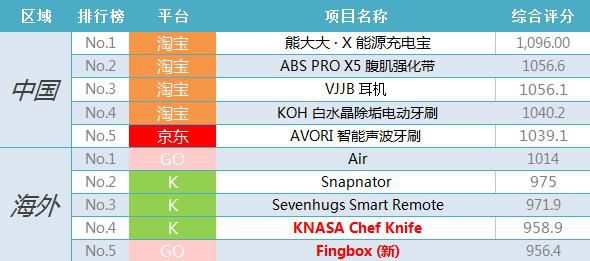 区域 排行榜 平台 项目名称 综合评分
中国
No.1 淘宝 熊大大·X 能源充电宝 1,096.00
No.2 淘宝 ABS PRO X5 腹肌强化带 1056.6
No.3 淘宝 VJJB 耳机 1056.1
No.4 淘宝 KOH 白水晶除垢电动牙刷 1040.2
No.5 京东 AVORI 智能声波牙刷 1039.1
海外
No.1 GO Air 1014
No.2 K Snapnator 975
No.3 K Sevenhugs Smart Remote 971.9
No.4 K KNASA Chef Knife 958.9
No.5 GO Fingbox (新) 956.4